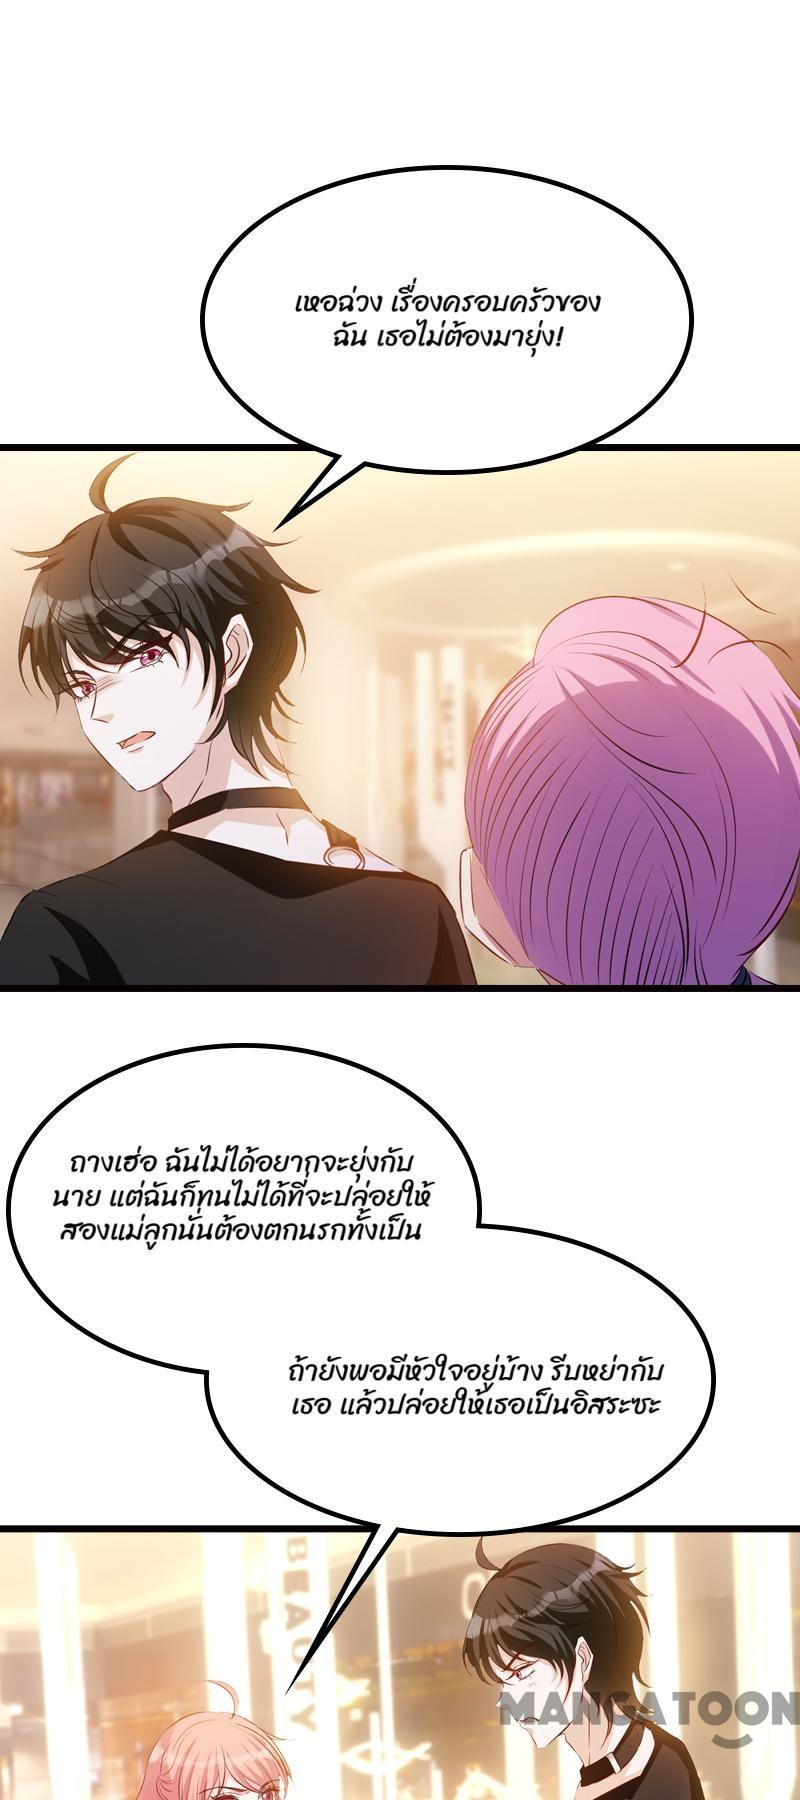 เหอฉ่วง เรื่องครอบครัวของ
ฉัน เธอไม่ต้องมายุ่ง!
BEAUTY
ถางเฮ่อ ฉันไม่ได้อยากจะยุ่งกับ
นาย แต่ฉันก็ทนไม่ได้ที่จะปล่อยให้
สองแม่ลูกนั่นต้องตกนรกทั้งเป็น
ถ้ายังพอมีหัวใจอยู่บ้าง รีบหย่ากับ
เธอ แล้วปล่อยให้เธอเป็นอิสระซะ
BEAUTY
MANGATOON